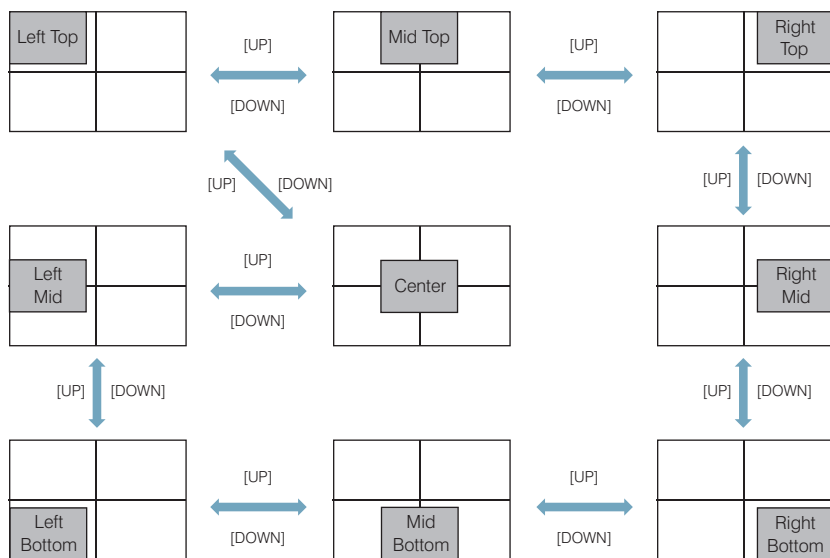 Left Top
[UP]
[DOWN]
Mid Top
[UP]
[DOWN]
Right
Top
[UP]
[DOWN]
[UP]
[DOWN]
Left
Mid
[UP]
[DOWN]
Center
Right
Mid
[UP]
[DOWN]
[UP]
[DOWN]
Left
Bottom
[UP]
[DOWN]
Mid
Bottom
[UP]
[DOWN]
Right
Bottom